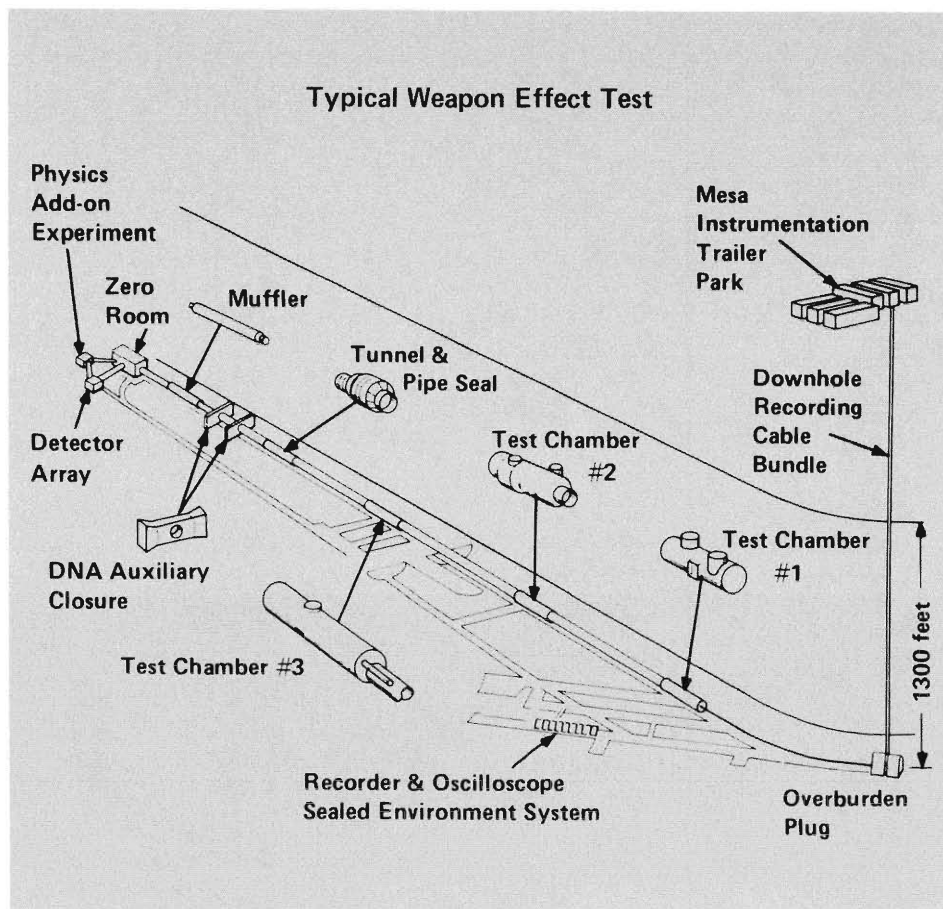 Typical Weapon Effect Test
Physics
Add-on
Experiment
Zero
Room
Muffler
Tunnel &
Pipe Seal
Mesa
Instrumentation
Trailer
Park
Detector
Array
Test Chamber
#2
Downhole
Recording
Cable
Bundle
DNA Auxiliary
Closure
Test Chamber
#1
Test Chamber #3
1300 feet
Recorder & Oscilloscope
Sealed Environment System
Overburden
Plug